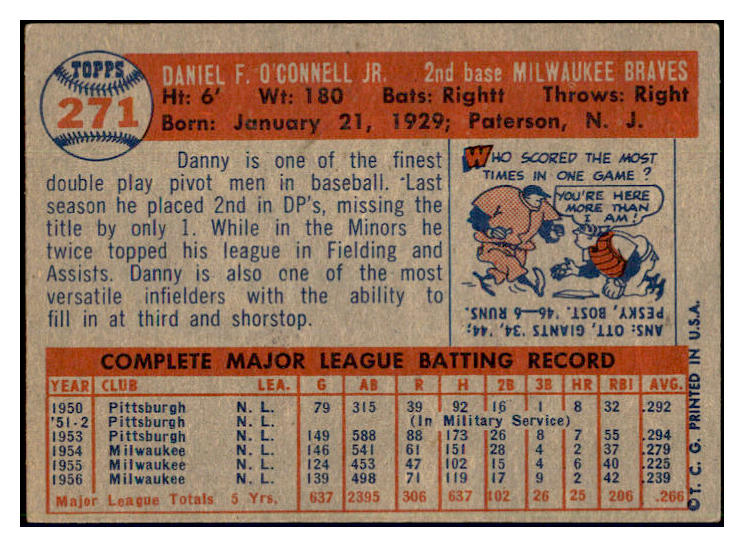 TOPPS
271
DANIEL F. O'CONNELL JR. 2nd base MILWAUKEE BRAVES
Ht: 6' Wt: 180 Bats: Rightt Throws: Right
Born: January 21, 1929; Paterson, N. J.
Danny is one of the finest
double play pivot men in baseball. Last
season he placed 2nd in DP's, missing the
title by only 1. While in the Minors he
twice topped his league in Fielding and
Assists. Danny is also one of the most
versatile infielders with the ability to
fill in at third and shorstop.
WHO SCORED THE MOST
TIMES IN ONE GAME?
YOU'RE HERE
MORE THAN
I AM!
ANS: OTT, GIANTS '34, '44;
PESKY, BOST. '46—6 RUNS.
COMPLETE MAJOR LEAGUE BATTING RECORD
YEAR CLUB LEA. G AB R H 2B 3B HR RBI AVG.
1950 Pittsburgh N. L. 79 315 39 92 16 1 8 32 .292
'51-2 Pittsburgh N. L. (In Military Service)
1953 Pittsburgh N. L. 149 588 88 173 26 8 7 55 .294
1954 Milwaukee N. L. 146 541 61 151 28 4 2 37 .279
1955 Milwaukee N. L. 124 453 47 102 15 4 6 40 .225
1956 Milwaukee N. L. 139 498 71 119 17 9 2 42 .239
Major League Totals 5 Yrs. 637 2395 306 637 102 26 25 206 .266
© T. C. G. PRINTED IN U.S.A.